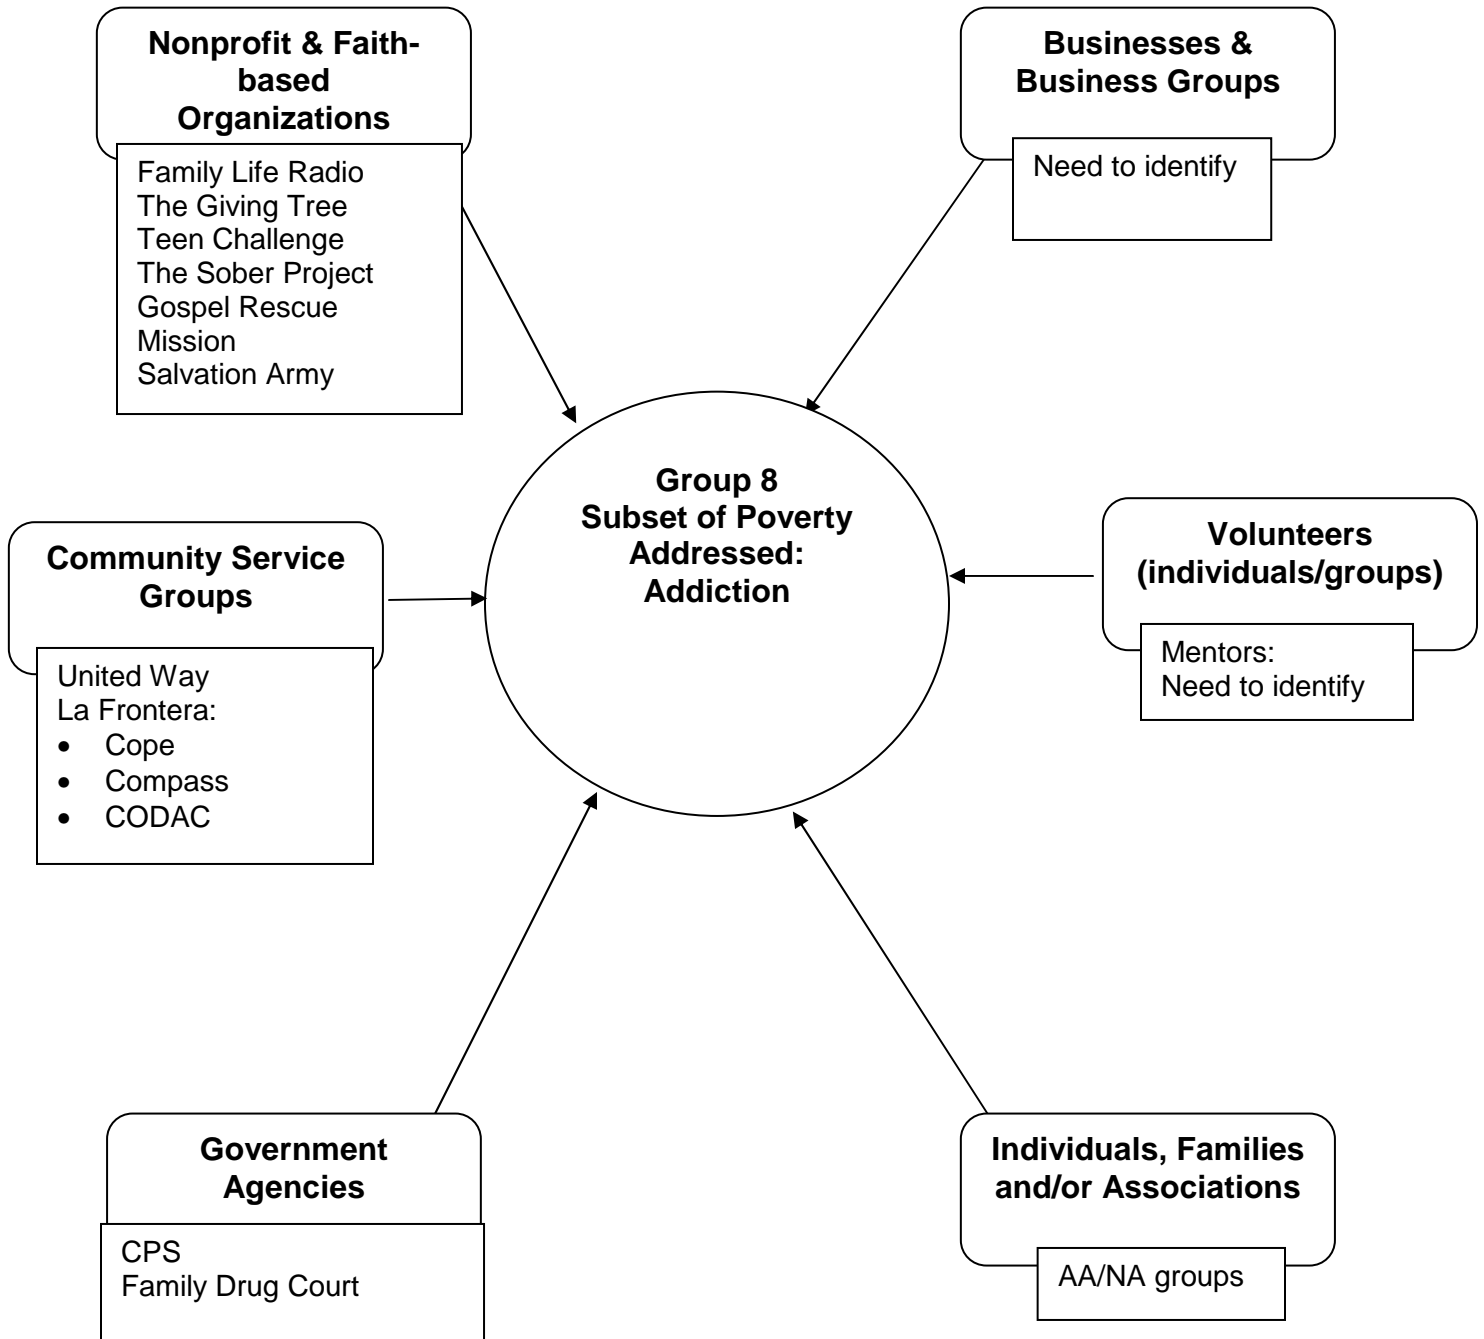 Nonprofit & Faith-
based
Organizations
Family Life Radio
The Giving Tree
Teen Challenge
The Sober Project
Gospel Rescue
Mission
Salvation Army
Businesses &
Business Groups
Need to identify
Group 8
Subset of Poverty
Addressed:
Addiction
Community Service
Groups
United Way
La Frontera:
• Cope
• Compass
• CODAC
Volunteers
(individuals/groups)
Mentors:
Need to identify
Government
Agencies
CPS
Family Drug Court
Individuals, Families
and/or Associations
AA/NA groups